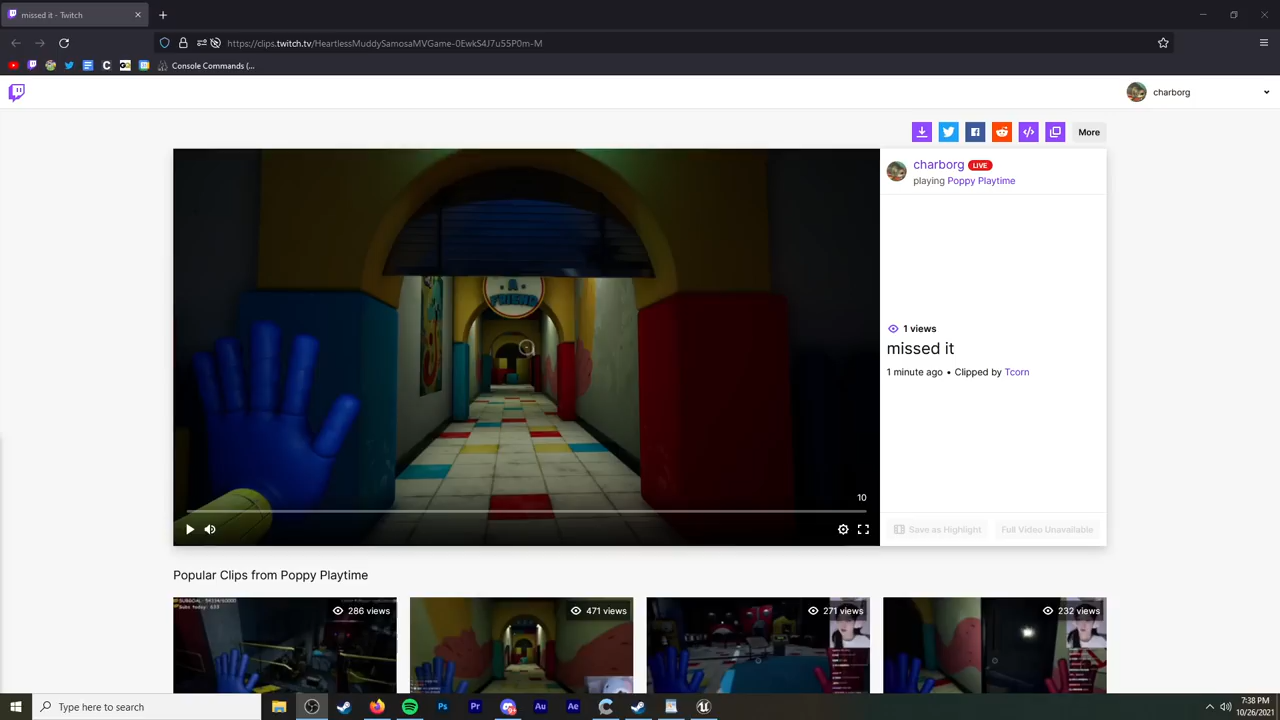 missed it - Twitch
https://clips.twitch.tv/HeartlessMuddySamosaMVGame-0EwkS4J7u55P0m-M
Console Commands (...
charborg
More
charborg LIVE
playing Poppy Playtime
A
FRIEND
1 views
missed it
1 minute ago • Clipped by Tcorn
10
Save as Highlight
Full Video Unavailable
Popular Clips from Poppy Playtime
286 views
471 views
271 views
232 views
Type here to search
7:38 PM
10/26/2021